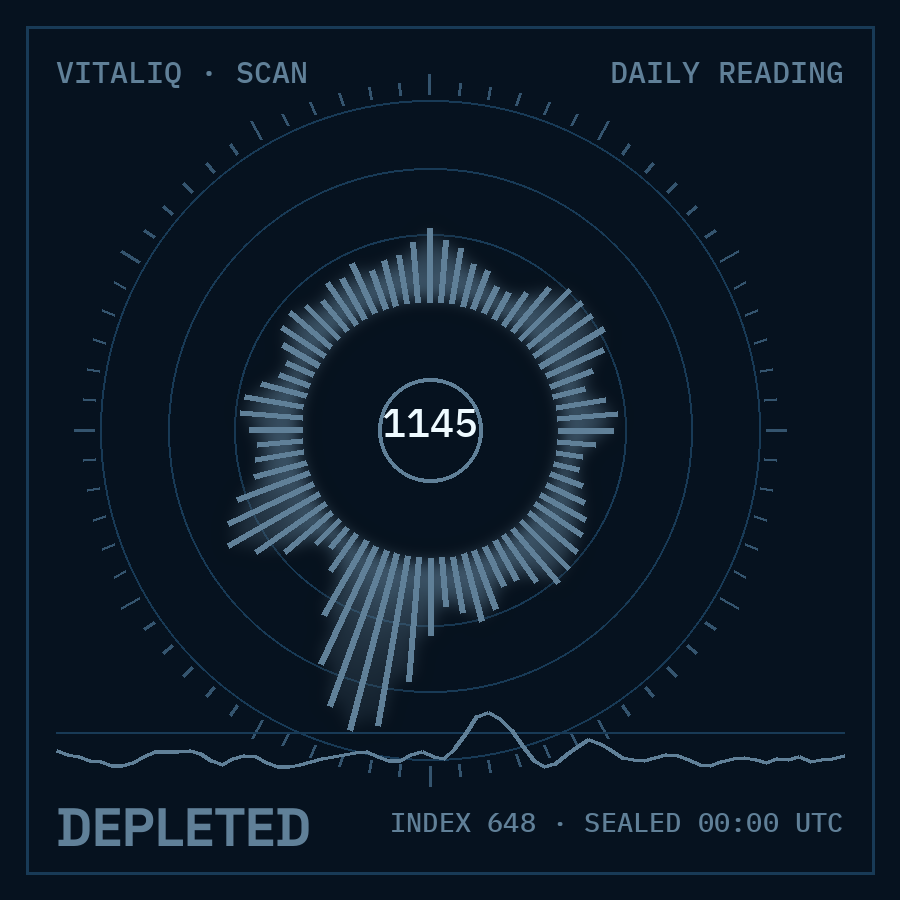 VITALIQ · SCAN
DAILY READING
1145
DEPLETED
INDEX 648 · SEALED 00:00 UTC